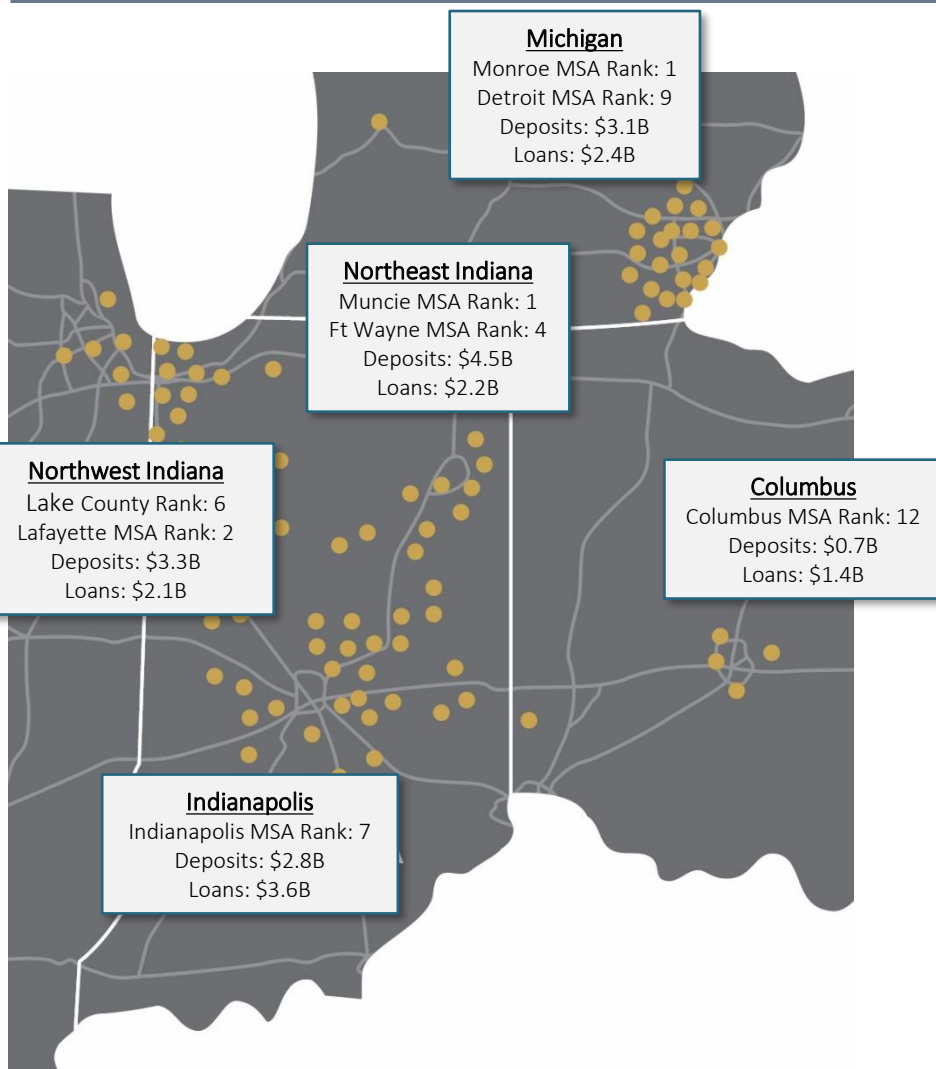 Michigan
Monroe MSA Rank: 1
Detroit MSA Rank: 9
Deposits: $3.1B
Loans: $2.4B
Northeast Indiana
Muncie MSA Rank: 1
Ft Wayne MSA Rank: 4
Deposits: $4.5B
Loans: $2.2B
Northwest Indiana
Lake County Rank: 6
Lafayette MSA Rank: 2
Deposits: $3.3B
Loans: $2.1B
Columbus
Columbus MSA Rank: 12
Deposits: $0.7B
Loans: $1.4B
Indianapolis
Indianapolis MSA Rank: 7
Deposits: $2.8B
Loans: $3.6B